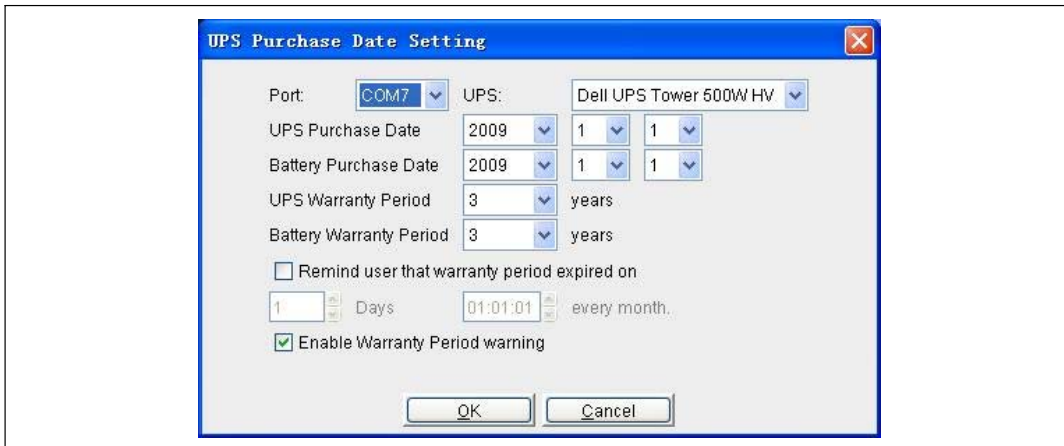 UPS Purchase Date Setting
Port: COM7 UPS: Dell UPS Tower 500W HV
UPS Purchase Date 2009 1 1
Battery Purchase Date 2009 1 1
UPS Warranty Period 3 years
Battery Warranty Period 3 years
Remind user that warranty period expired on
1 Days 01:01:01 every month.
Enable Warranty Period warning
OK Cancel